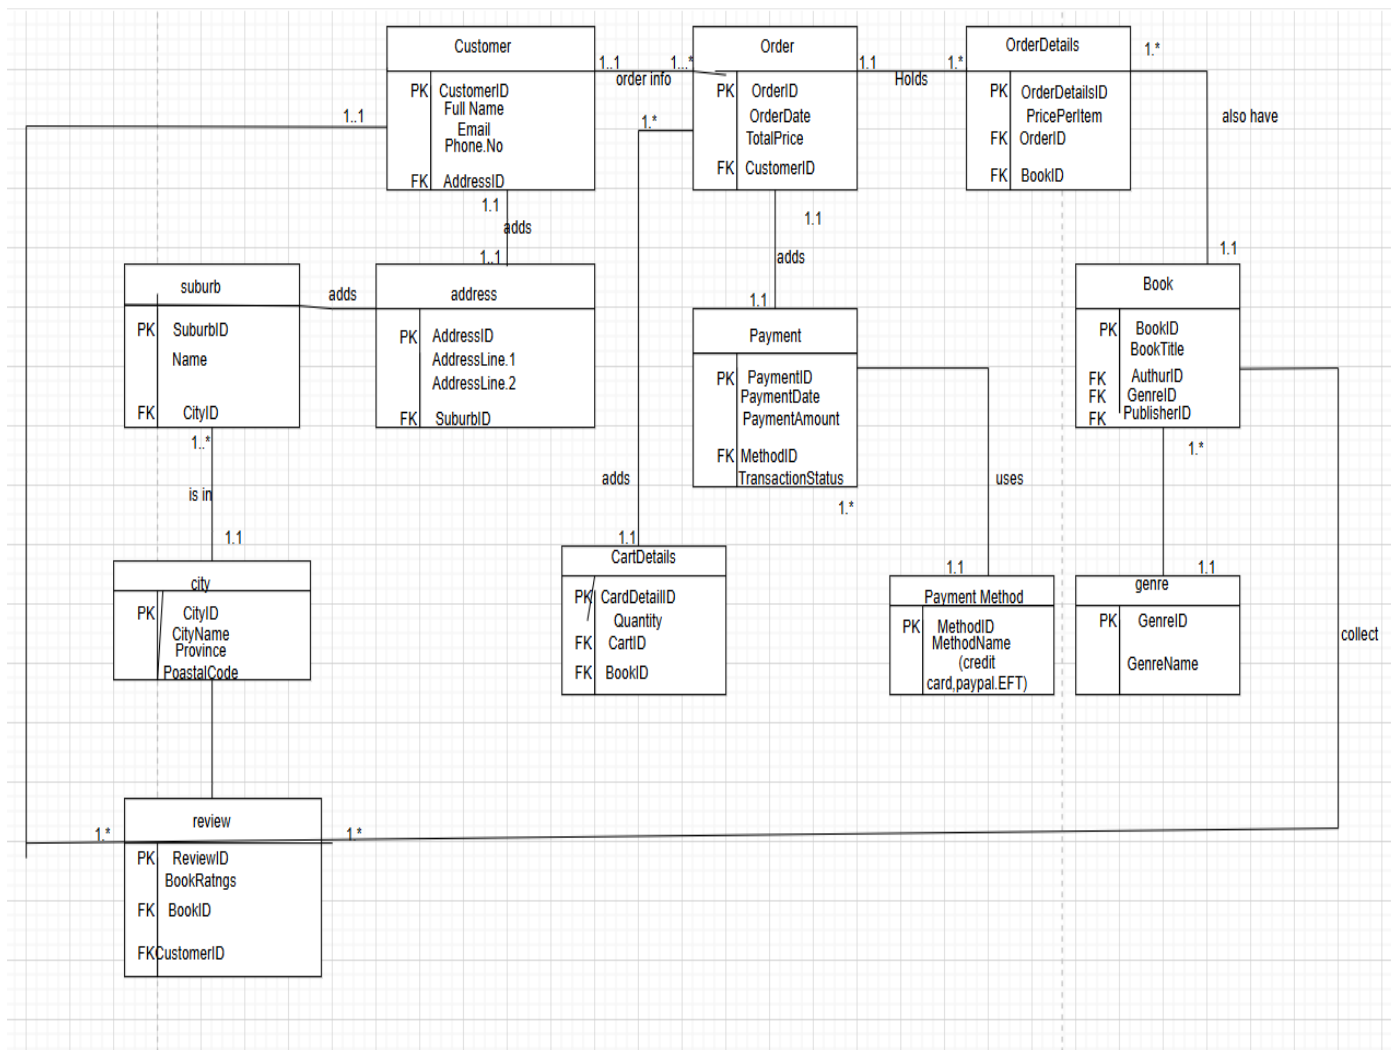 Customer
PK CustomerID
Full Name
Email
Phone.No
FK AddressID
1..1
order info
1...*
Order
PK OrderID
OrderDate
TotalPrice
FK CustomerID
1.1
Holds
1.*
OrderDetails
PK OrderDetailsID
PricePerItem
FK OrderID
FK BookID
1.*
also have
1.1
1..1
1.*
1.1
adds
1..1
1.1
adds
1.1
suburb
PK SuburbID
Name
FK CityID
adds
address
PK AddressID
AddressLine.1
AddressLine.2
FK SuburbID
Payment
PK PaymentID
PaymentDate
PaymentAmount
FK MethodID
TransactionStatus
1.*
uses
1.1
Book
PK BookID
BookTitle
FK AuthurID
FK GenreID
FK PublisherID
1.*
1.1
1..*
is in
1.1
adds
1.1
city
PK CityID
CityName
Province
PoastalCode
CartDetails
PK CardDetailID
Quantity
FK CartID
FK BookID
Payment Method
PK MethodID
MethodName
(credit
card,paypal.EFT)
genre
PK GenreID
GenreName
collect
1.*
review
1.*
PK ReviewID
BookRatngs
FK BookID
FK CustomerID